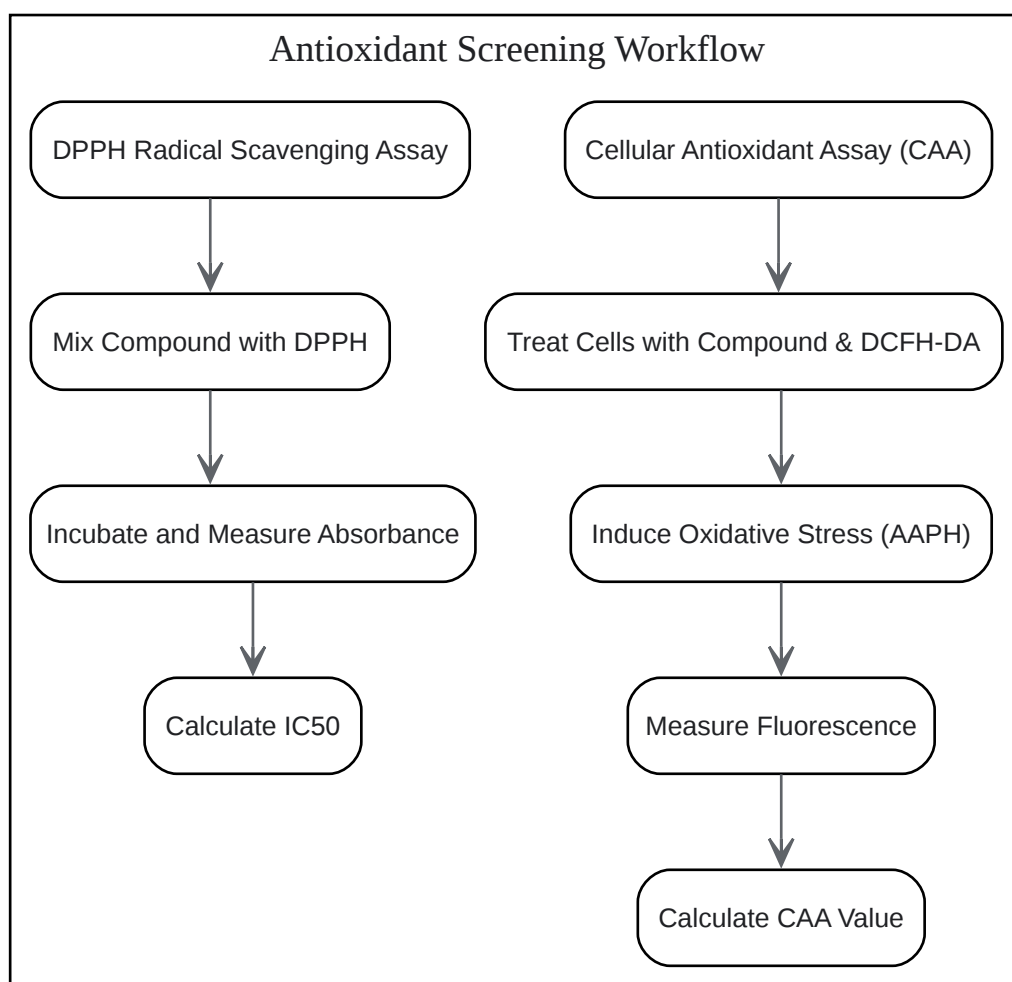 Antioxidant Screening Workflow
DPPH Radical Scavenging Assay
Mix Compound with DPPH
Incubate and Measure Absorbance
Calculate IC50
Cellular Antioxidant Assay (CAA)
Treat Cells with Compound & DCFH-DA
Induce Oxidative Stress (AAPH)
Measure Fluorescence
Calculate CAA Value